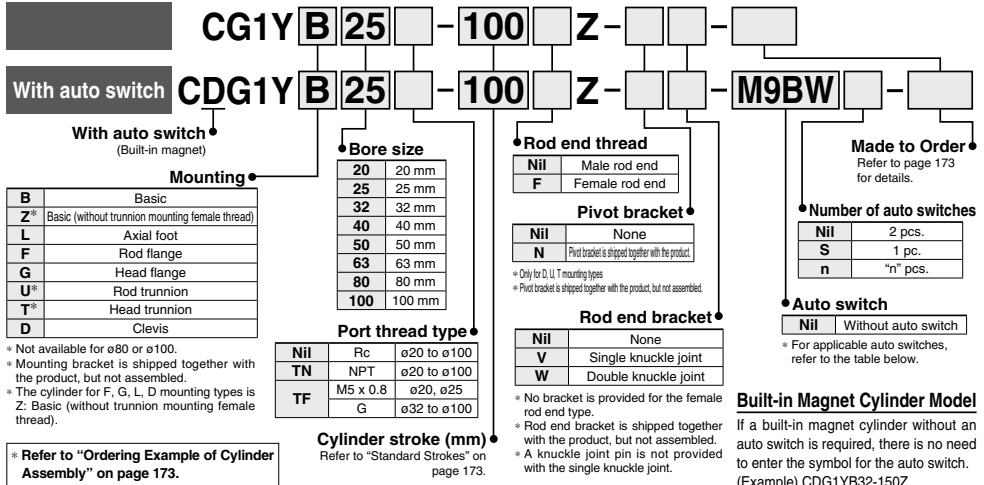 CG1Y B 25 – 100 Z –  –
With auto switch CDG1Y B 25 – 100 Z –  – M9BW –
With auto switch
(Built-in magnet)
Mounting
B Basic
Z* Basic (without trunnion mounting female thread)
L Axial foot
F Rod flange
G Head flange
U* Rod trunnion
T* Head trunnion
D Clevis
* Not available for ø80 or ø100.
* Mounting bracket is shipped together with
the product, but not assembled.
* The cylinder for F, G, L, D mounting types is
Z: Basic (without trunnion mounting female
thread).
* Refer to “Ordering Example of Cylinder
Assembly” on page 173.
Bore size
20 20 mm
25 25 mm
32 32 mm
40 40 mm
50 50 mm
63 63 mm
80 80 mm
100 100 mm
Port thread type
Nil Rc ø20 to ø100
TN NPT ø20 to ø100
TF M5 x 0.8 ø20, ø25
G ø32 to ø100
Cylinder stroke (mm)
Refer to “Standard Strokes” on
page 173.
Rod end thread
Nil Male rod end
F Female rod end
Pivot bracket
Nil None
N Pivot bracket is shipped together with the product.
* Only for D, U, T mounting types
* Pivot bracket is shipped together with the product, but not assembled.
Rod end bracket
Nil None
V Single knuckle joint
W Double knuckle joint
* No bracket is provided for the female
rod end type.
* Rod end bracket is shipped together
with the product, but not assembled.
* A knuckle joint pin is not provided
with the single knuckle joint.
Made to Order
Refer to page 173
for details.
Number of auto switches
Nil 2 pcs.
S 1 pc.
n “n” pcs.
Auto switch
Nil Without auto switch
* For applicable auto switches,
refer to the table below.
Built-in Magnet Cylinder Model
If a built-in magnet cylinder without an
auto switch is required, there is no need
to enter the symbol for the auto switch.
(Example) CDG1YB32-150Z